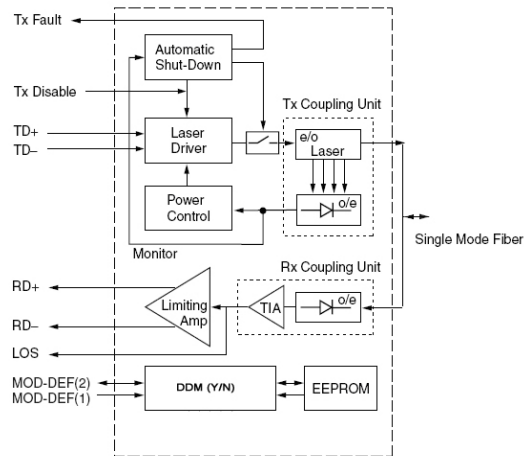 Tx Fault
Automatic
Shut-Down
Tx Disable
Tx Coupling Unit
TD+
TD–
Laser
Driver
e/o
Laser
Power
Control
o/e
Monitor
Single Mode Fiber
Rx Coupling Unit
RD+
RD–
Limiting
Amp
TIA
o/e
LOS
MOD-DEF(2)
MOD-DEF(1)
DDM (Y/N)
EEPROM